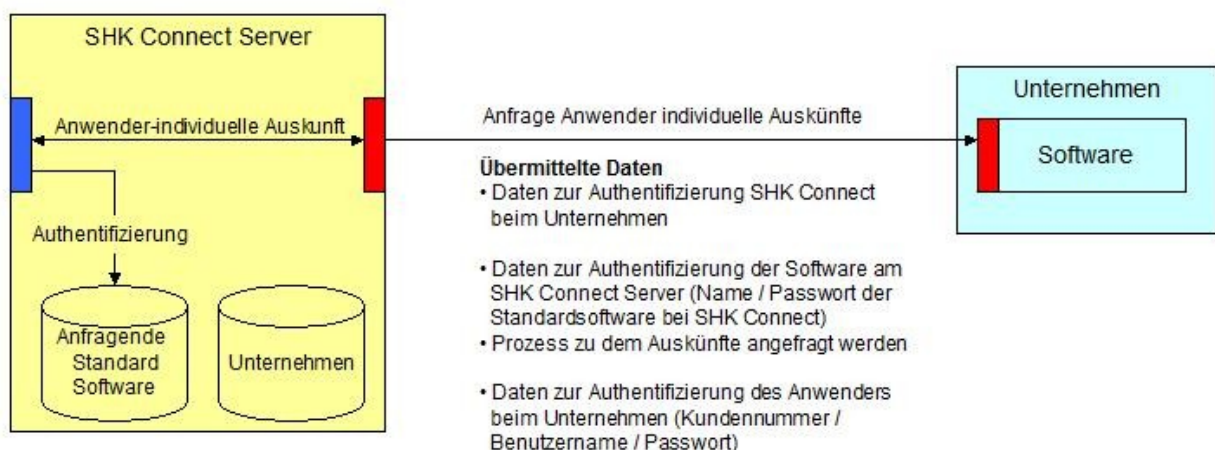 SHK Connect Server
Anwender-individuelle Auskunft
Authentifizierung
Anfragende
Standard
Software
Unternehmen
Anfrage Anwender individuelle Auskünfte
Übermittelte Daten
• Daten zur Authentifizierung SHK Connect
beim Unternehmen
• Daten zur Authentifizierung der Software am
SHK Connect Server (Name / Passwort der
Standardsoftware bei SHK Connect)
• Prozess zu dem Auskünfte angefragt werden
• Daten zur Authentifizierung des Anwenders
beim Unternehmen (Kundennummer /
Benutzername / Passwort)
Unternehmen
Software